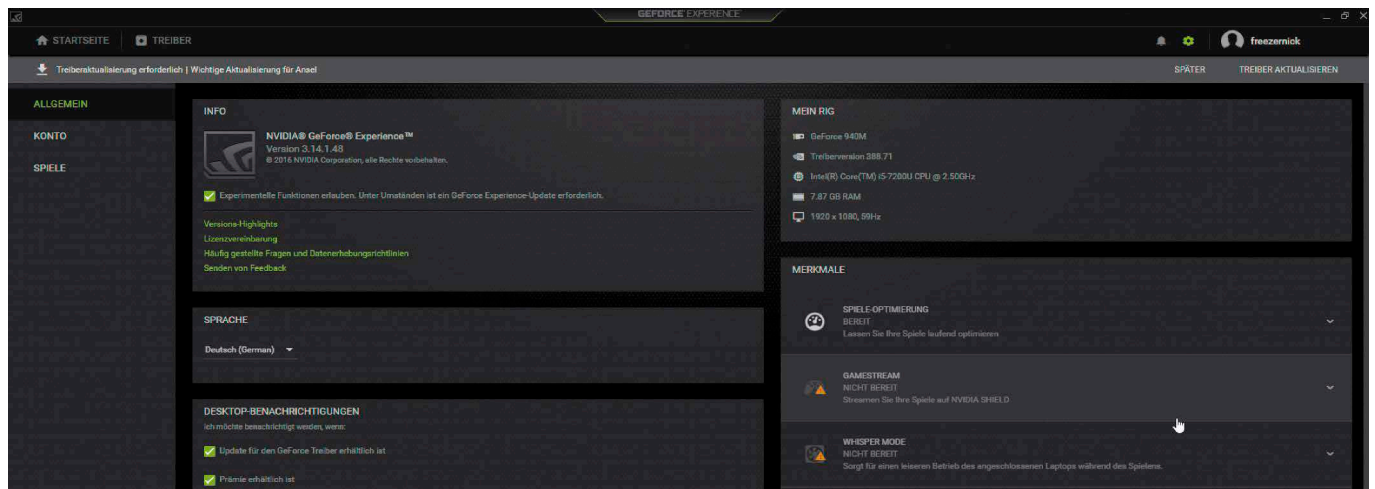 GEFORCE EXPERIENCE
STARTSEITE
TREIBER
freezernick
Treiberaktualisierung erforderlich | Wichtige Aktualisierung für Ansel
SPÄTER
TREIBER AKTUALISIEREN
ALLGEMEIN
KONTO
SPIELE
INFO
NVIDIA® GeForce® Experience™
Version 3.14.1.48
© 2016 NVIDIA Corporation, alle Rechte vorbehalten.
Experimentelle Funktionen erlauben. Unter Umständen ist ein GeForce Experience-Update erforderlich.
Versions-Highlights
Lizenzvereinbarung
Häufig gestellte Fragen und Datenerhebungsrichtlinien
Senden von Feedback
SPRACHE
Deutsch (German)
DESKTOP-BENACHRICHTIGUNGEN
Ich möchte benachrichtigt werden, wenn:
Update für den GeForce Treiber erhältlich ist
Prämie erhältlich ist
MEIN RIG
GeForce 940M
Treiberversion 388.71
Intel(R) Core(TM) i5-7200U CPU @ 2.50GHz
7.87 GB RAM
1920 x 1080, 59Hz
MERKMALE
SPIELE-OPTIMIERUNG
BEREIT
Lassen Sie Ihre Spiele laufend optimieren
GAMESTREAM
NICHT BEREIT
Streamen Sie Ihre Spiele auf NVIDIA SHIELD
WHISPER MODE
NICHT BEREIT
Sorgt für einen leiseren Betrieb des angeschlossenen Laptops während des Spielens.